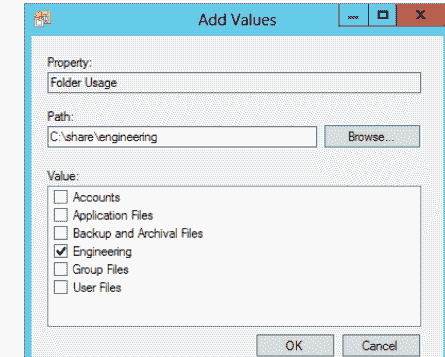 Add Values
Property:
Folder Usage
Path:
C:\share\engineering
Browse...
Value:
Accounts
Application Files
Backup and Archival Files
Engineering
Group Files
User Files
OK Cancel